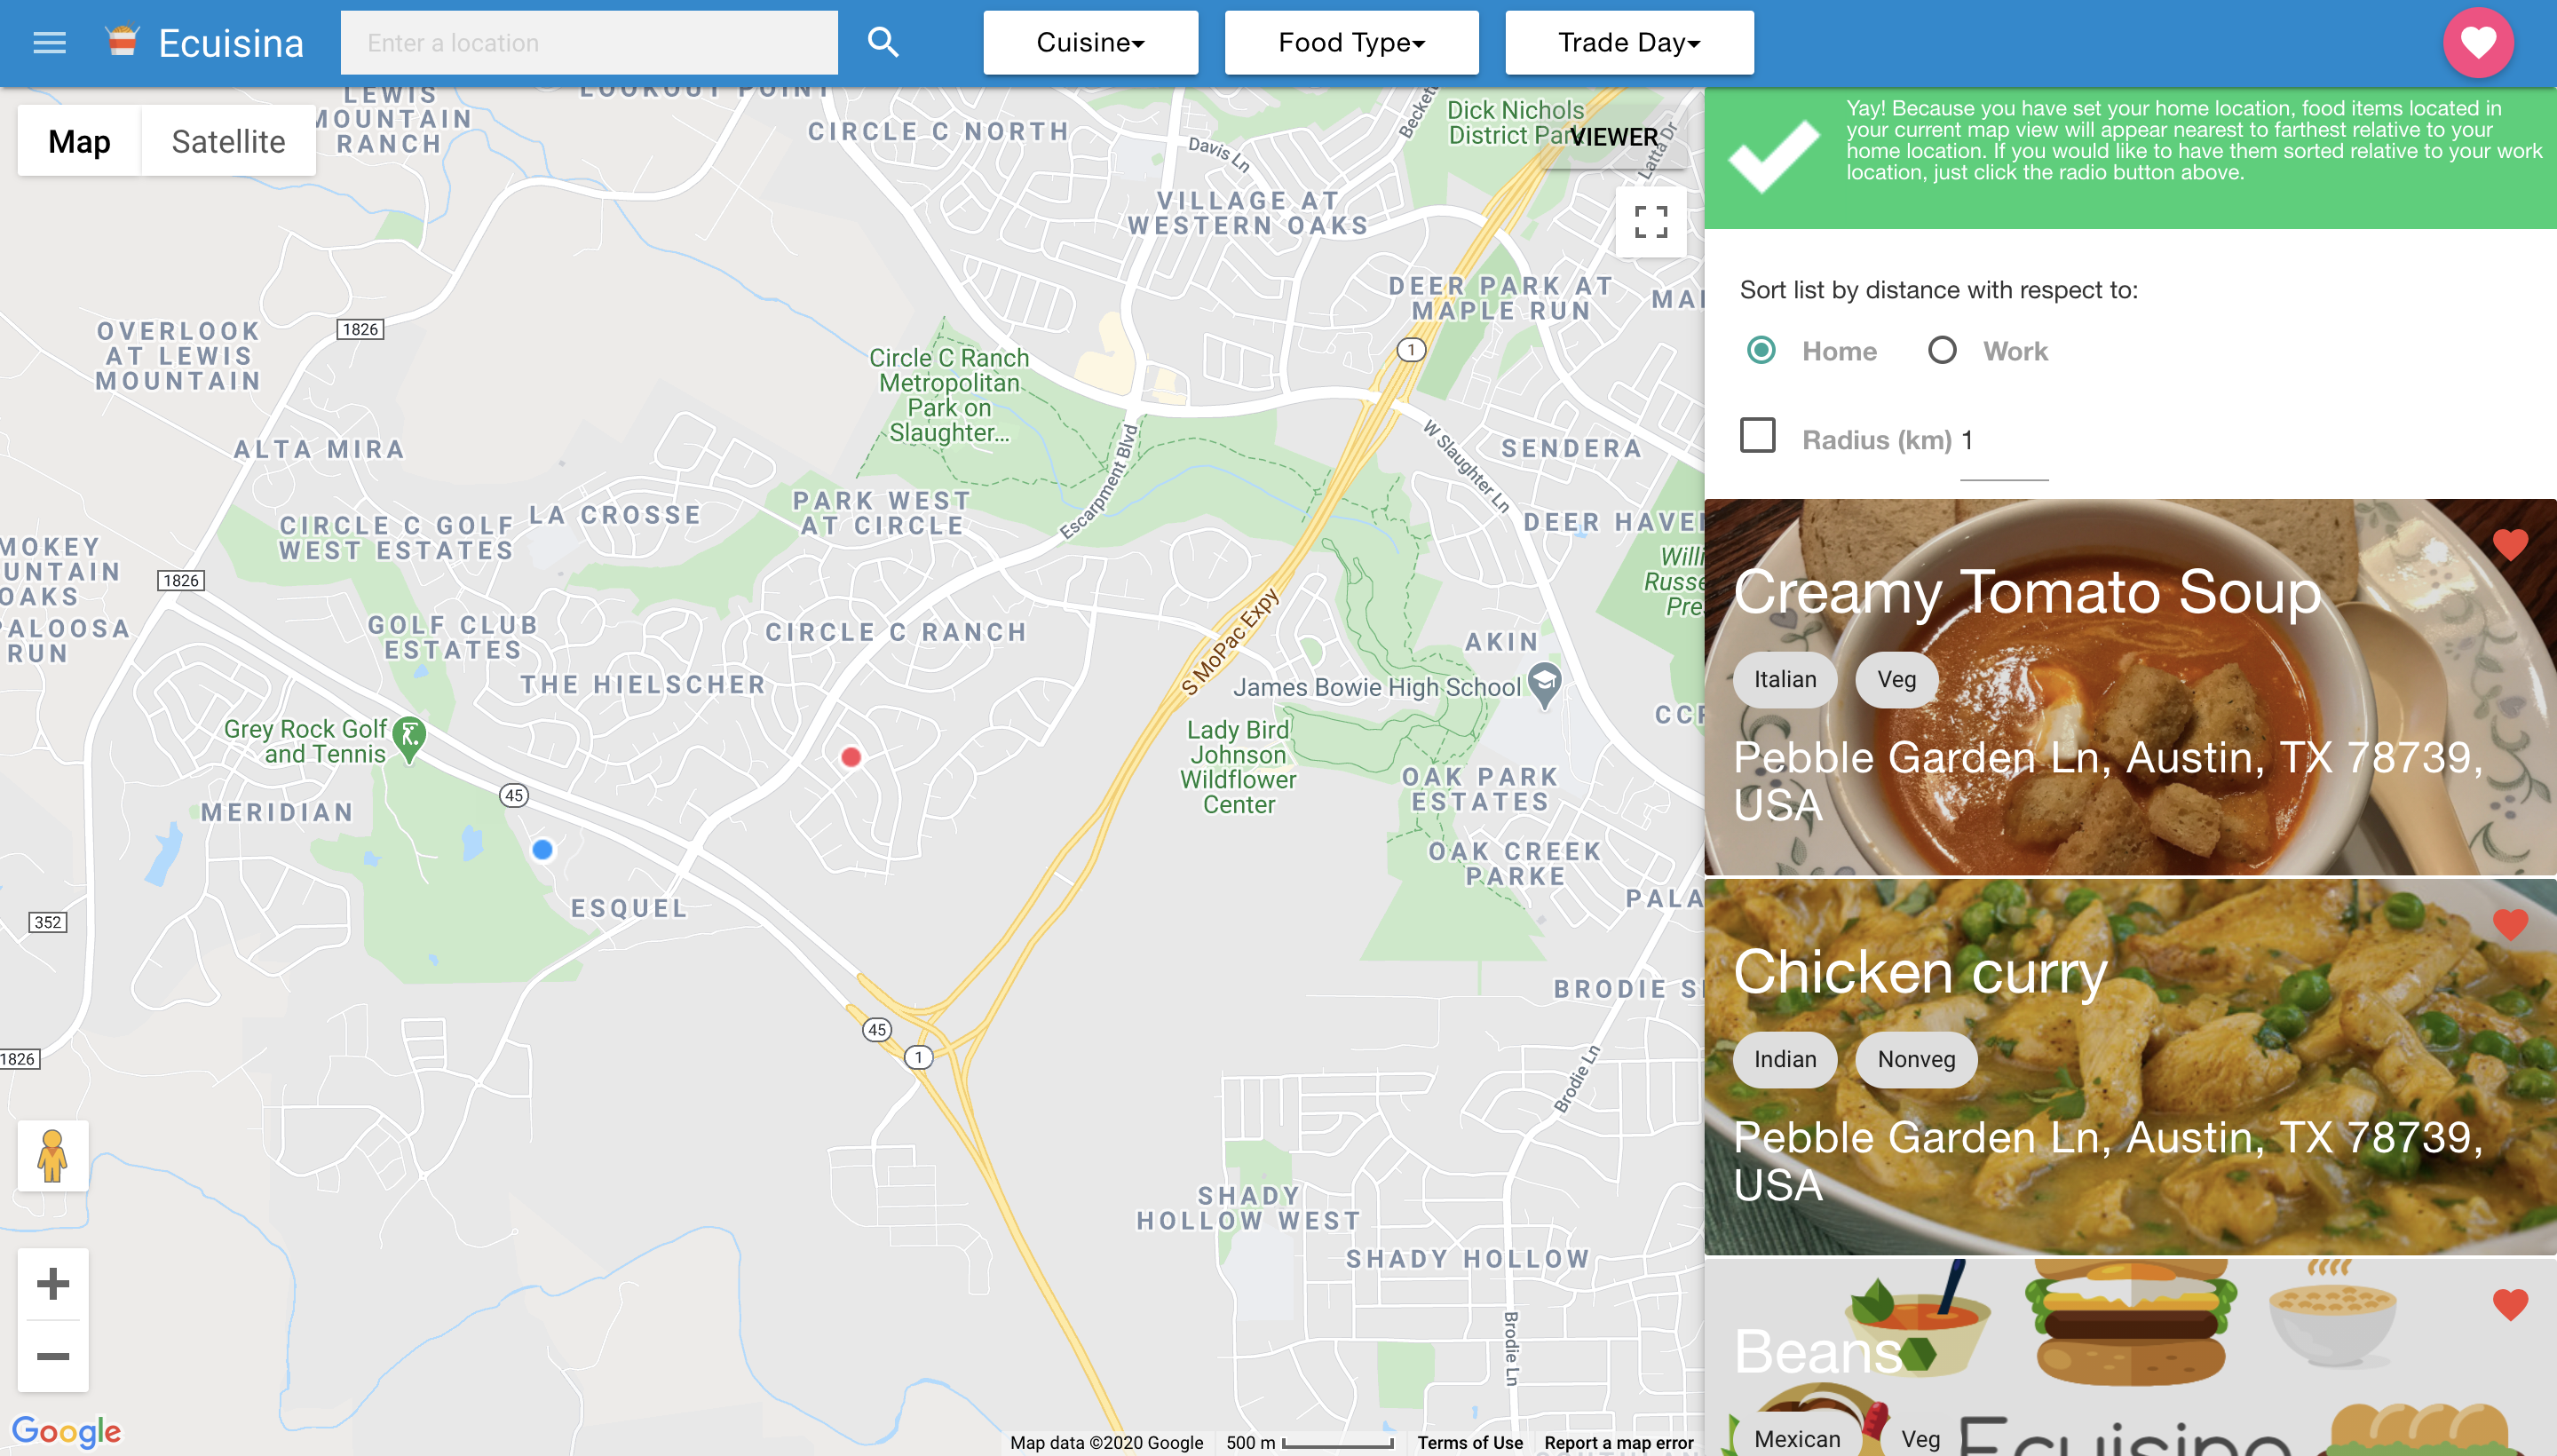 Ecuisina
Enter a location
Cuisine
Food Type
Trade Day
Map
Satellite
VIEWER
LEWIS
MOUNTAIN
RANCH
LOOKOUT POINT
CIRCLE C NORTH
Davis Ln
Beckett
Dick Nichols
District Park
Latta Dr
VILLAGE AT
WESTERN OAKS
DEER PARK AT
MAPLE RUN
MAI
OVERLOOK
AT LEWIS
MOUNTAIN
1826
Circle C Ranch
Metropolitan
Park on
Slaughter...
1
ALTA MIRA
W Slaughter Ln
SENDERA
Escarpment Blvd
PARK WEST
AT CIRCLE
LA CROSSE
CIRCLE C GOLF
WEST ESTATES
DEER HAVE
MOKEY
UNTAIN
OAKS
1826
Willi
Russe
Pre
PALOOSA
RUN
GOLF CLUB
ESTATES
CIRCLE C RANCH
S MoPac Expy
AKIN
THE HIELSCHER
James Bowie High School
CCR
Grey Rock Golf
and Tennis
Lady Bird
Johnson
Wildflower
Center
45
MERIDIAN
OAK PARK
ESTATES
OAK CREEK
PARKE
352
ESQUEL
PALA
BRODIE S
45
1
1826
Brodie Ln
SHADY
HOLLOW WEST
SHADY HOLLOW
Brodie Ln
Google
Map data ©2020 Google
500 m
Terms of Use
Report a map error
Yay! Because you have set your home location, food items located in
your current map view will appear nearest to farthest relative to your
home location. If you would like to have them sorted relative to your work
location, just click the radio button above.
Sort list by distance with respect to:
Home
Work
Radius (km) 1
Creamy Tomato Soup
Italian
Veg
Pebble Garden Ln, Austin, TX 78739,
USA
Chicken curry
Indian
Nonveg
Pebble Garden Ln, Austin, TX 78739,
USA
Beans
Mexican
Veg
Ecuisina